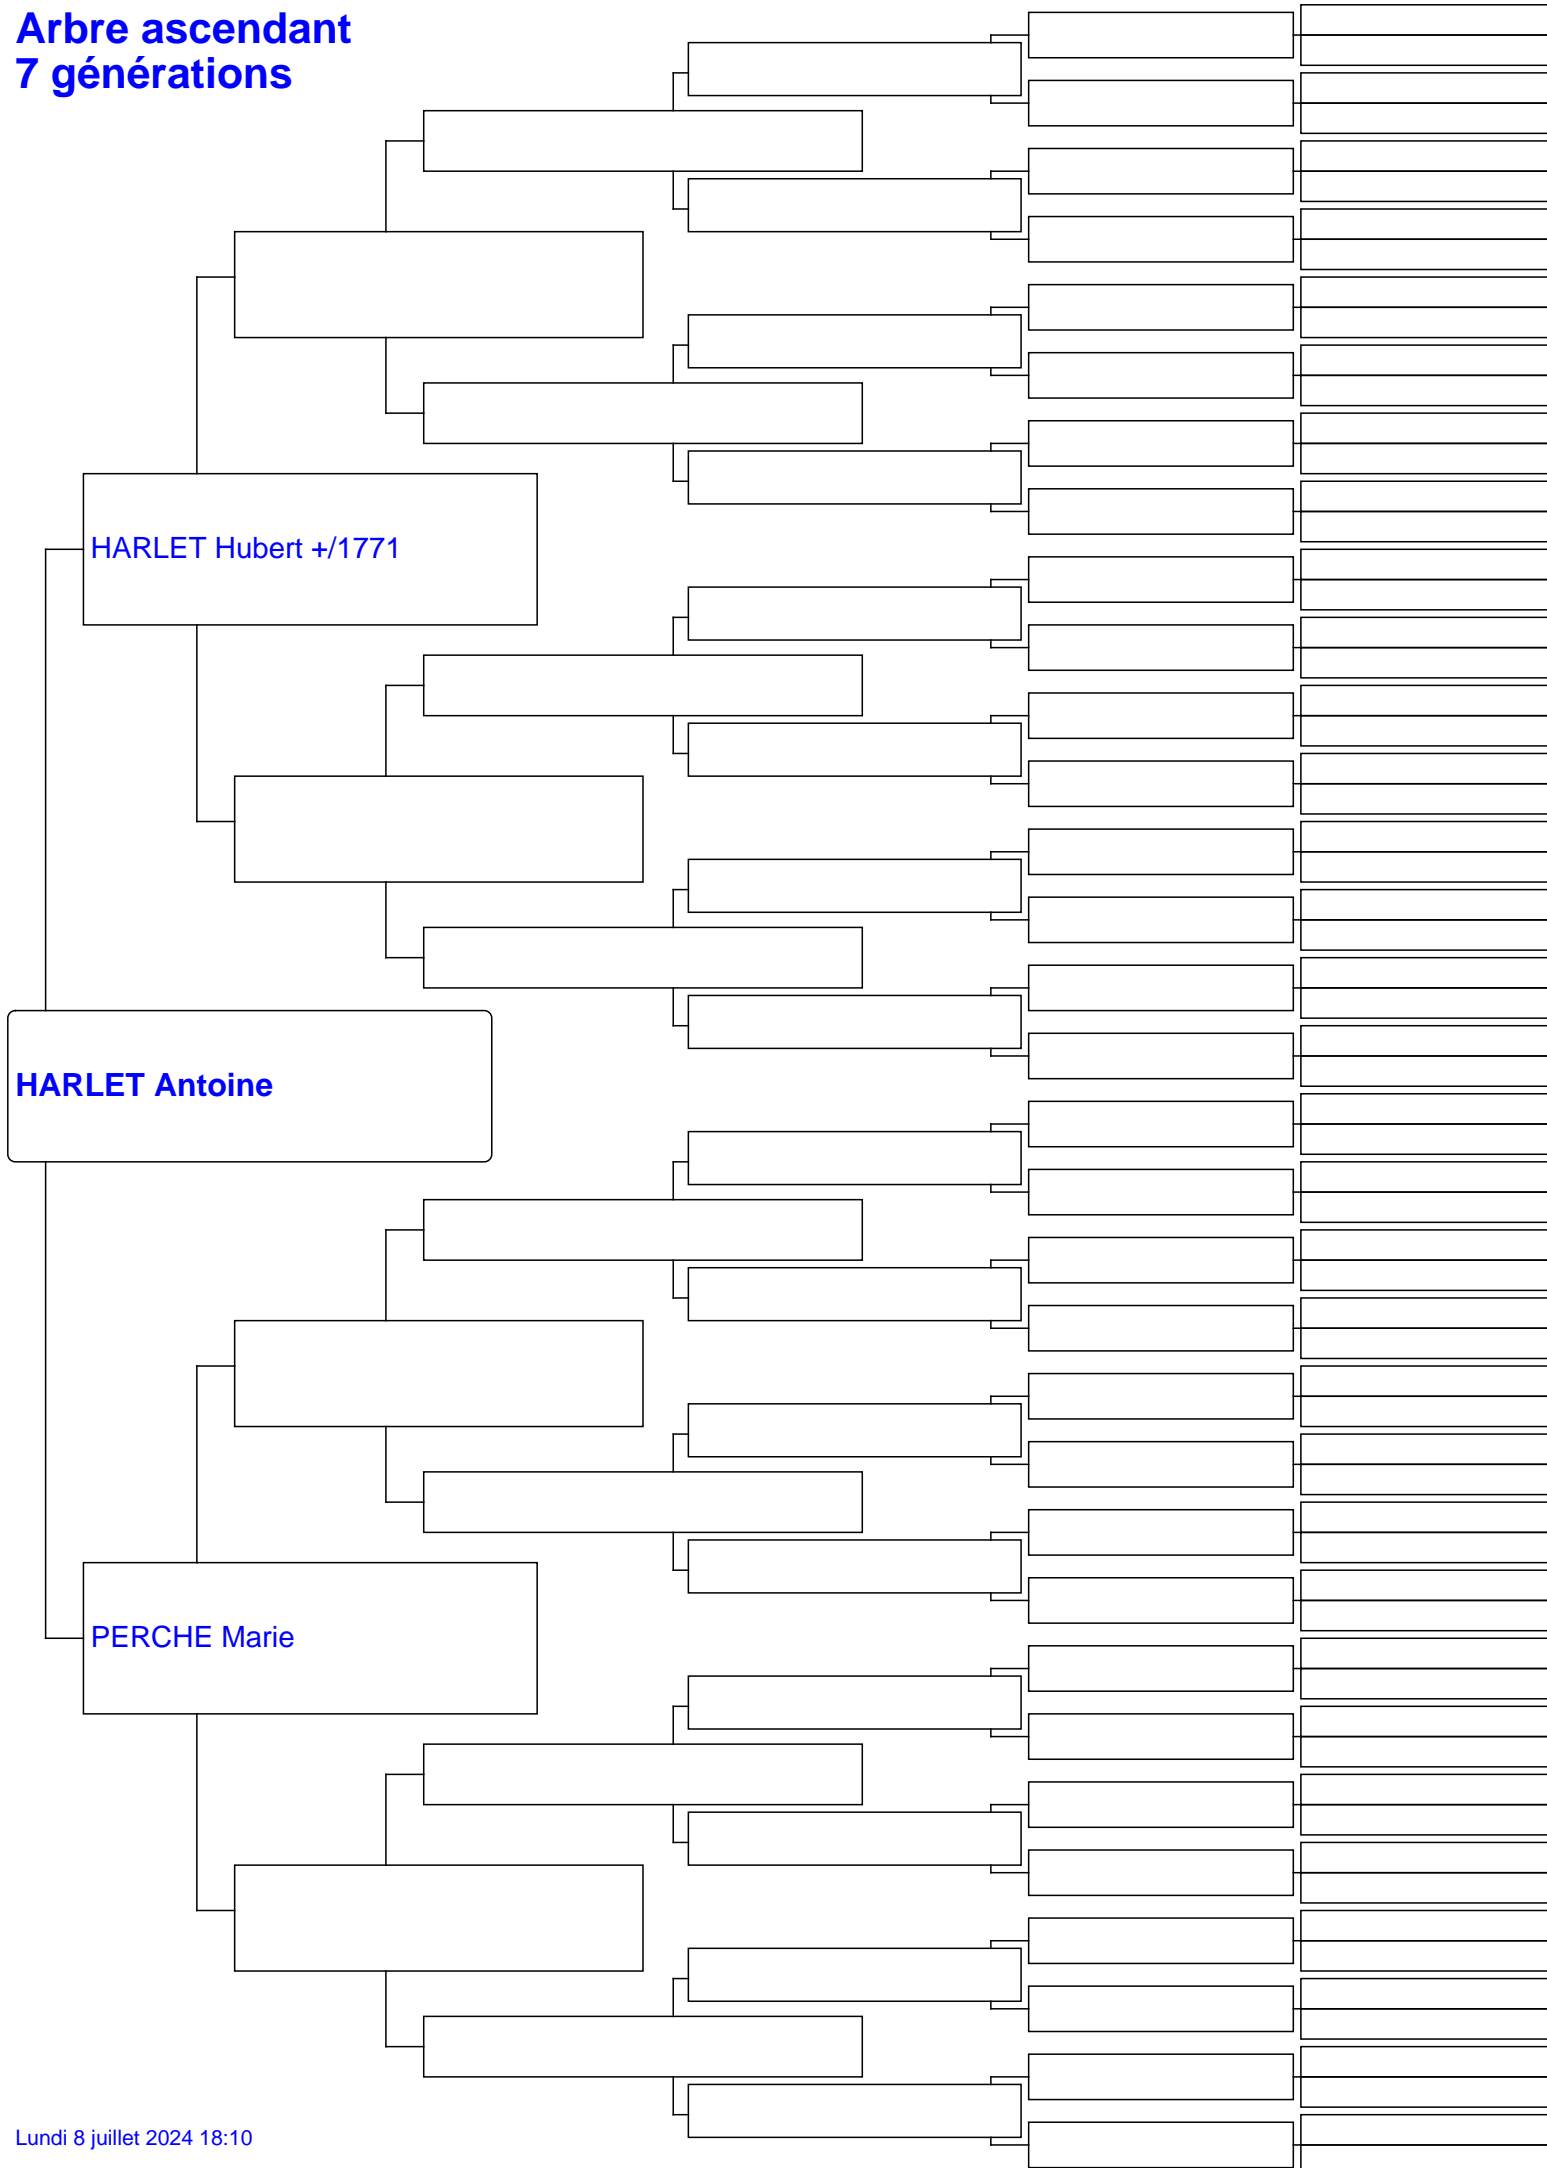 Arbre ascendant
7 générations
HARLET Hubert +/1771
HARLET Antoine
PERCHE Marie
Lundi 8 juillet 2024 18:10